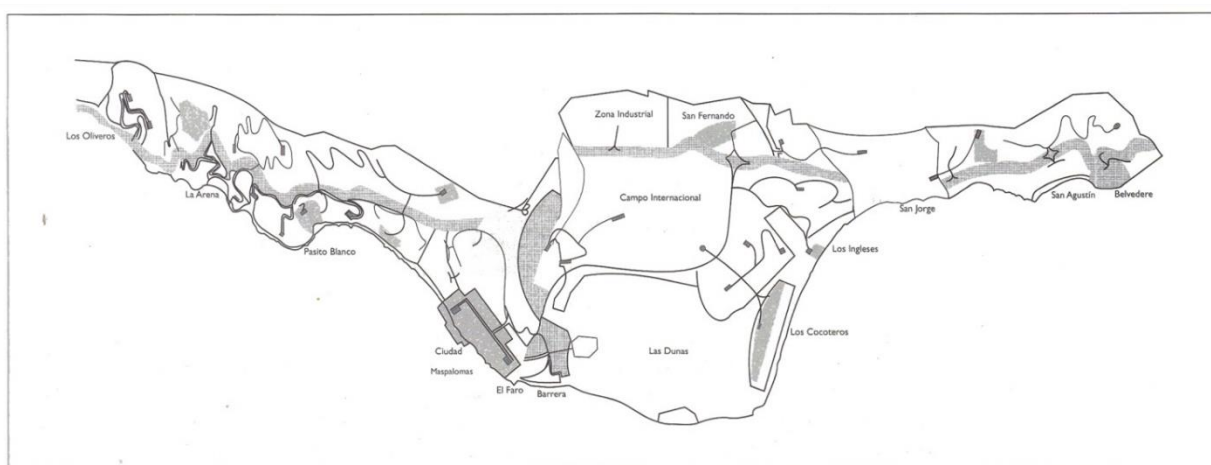 Zona Industrial
San Fernando
Los Oliveros
La Arena
Campo Internacional
San Agustín
Belvedere
San Jorge
Pasito Blanco
Los Ingleses
Los Cocoteros
Ciudad
Maspalomas
Las Dunas
El Faro
Barrera